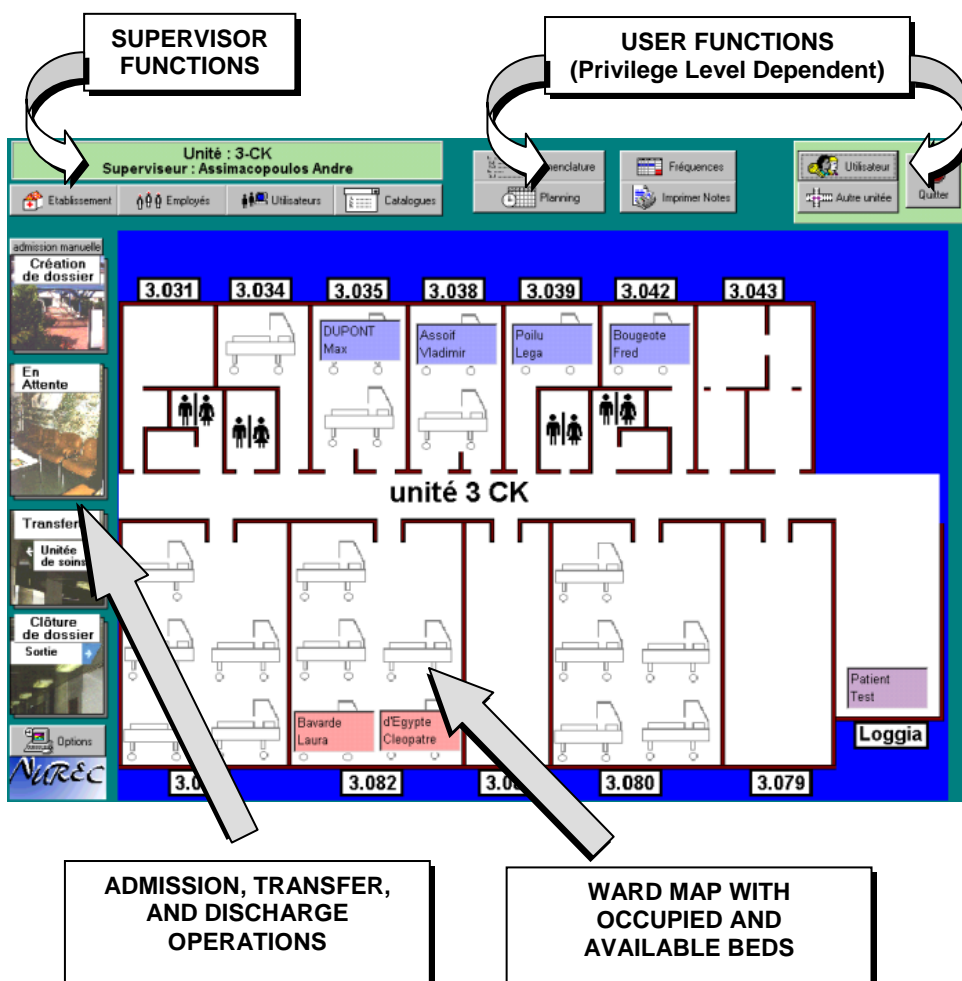 SUPERVISOR
FUNCTIONS
USER FUNCTIONS
(Privilege Level Dependent)
Unité : 3-CK
Superviseur : Assimacopoulos Andre
Etablissement
Employés
Utilisateurs
Catalogues
Planning
Fréquences
Imprimer Notes
Utilisateur
Autre unitée
Quitter
admission manuelle
Création
de dossier
En
Attente
Transfer
Unitée
de soins
Clôture
de dossier
Sortie
Options
NUREC
3.031
3.034
3.035
3.038
3.039
3.042
3.043
DUPONT
Max
Assoif
Vladimir
Poilu
Lega
Bougeote
Fred
unité 3 CK
Bavarde
Laura
d'Egypte
Cleopatre
Patient
Test
Loggia
3.082
3.080
3.079
ADMISSION, TRANSFER,
AND DISCHARGE
OPERATIONS
WARD MAP WITH
OCCUPIED AND
AVAILABLE BEDS